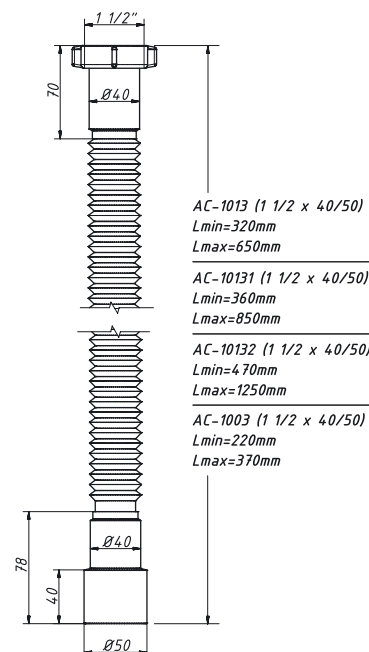 1 1/2"
70
Ø40
AC-1013 (1 1/2 x 40/50)
Lmin=320mm
Lmax=650mm
AC-10131 (1 1/2 x 40/50)
Lmin=360mm
Lmax=850mm
AC-10132 (1 1/2 x 40/50)
Lmin=470mm
Lmax=1250mm
AC-1003 (1 1/2 x 40/50)
Lmin=220mm
Lmax=370mm
78
Ø40
40
Ø50